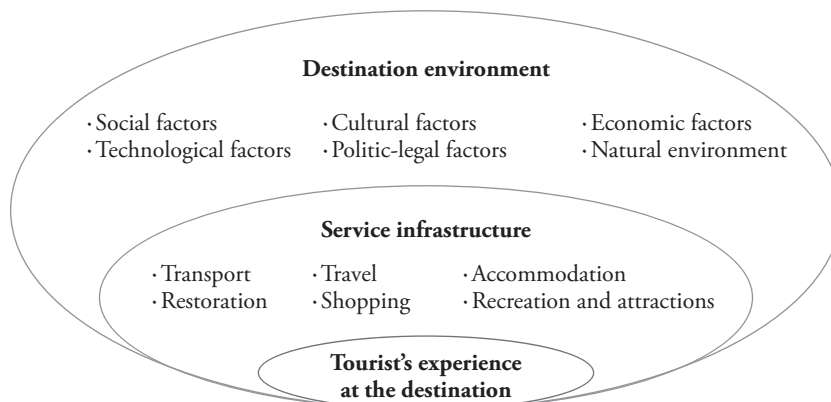 Destination environment
· Social factors · Cultural factors · Economic factors
· Technological factors · Politic-legal factors · Natural environment
Service infrastructure
· Transport · Travel · Accommodation
· Restoration · Shopping · Recreation and attractions
Tourist's experience
at the destination